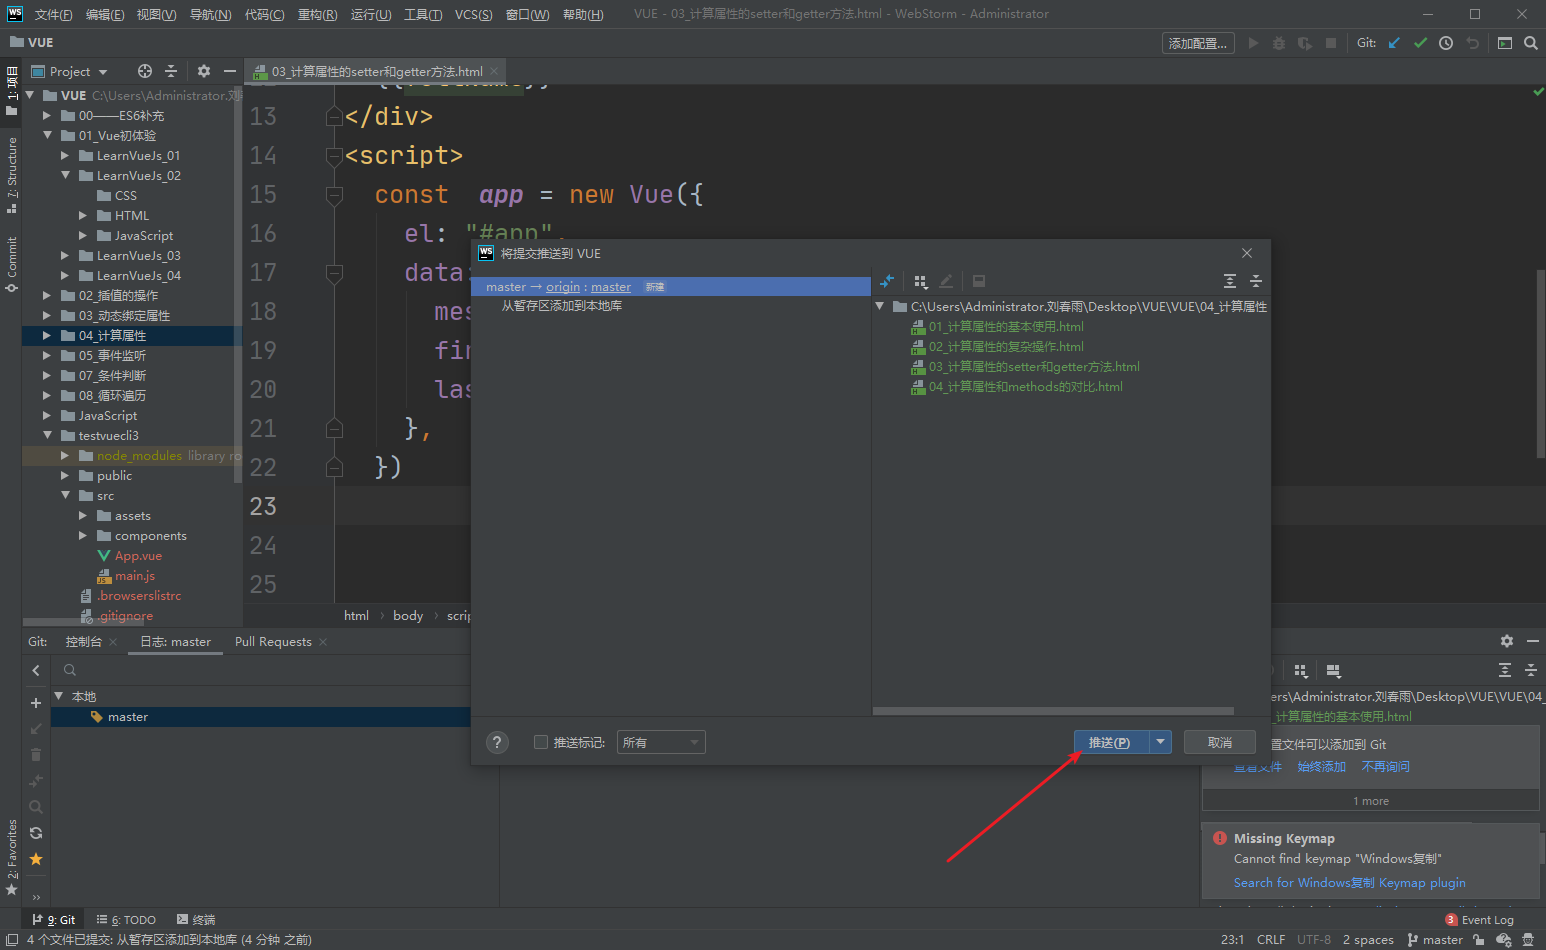 WS 文件(F) 编辑(E) 视图(V) 导航(N) 代码(C) 重构(R) 运行(U) 工具(T) VCS(S) 窗口(W) 帮助(H) VUE - 03_计算属性的setter和getter方法.html - WebStorm - Administrator
VUE 添加配置... Git:
1: 项目
7: Structure
Commit
2: Favorites
Project
03_计算属性的setter和getter方法.html
VUE C:\Users\Administrator.刘
00——ES6补充
01_Vue初体验
LearnVueJs_01
LearnVueJs_02
CSS
HTML
JavaScript
LearnVueJs_03
LearnVueJs_04
02_插值的操作
03_动态绑定属性
04_计算属性
05_事件监听
07_条件判断
08_循环遍历
JavaScript
testvuecli3
node_modules library ro
public
src
assets
components
App.vue
main.js
.browserslistrc
.gitignore
13 </div>
14 <script>
15 const app = new Vue({
16 el: "#app",
17 data:
18 mes
19 fir
20 las
21 },
22 })
23
24
25
html › body › scrip
将提交推送到 VUE
master → origin : master 新建
从暂存区添加到本地库
C:\Users\Administrator.刘春雨\Desktop\VUE\VUE\04_计算属性
01_计算属性的基本使用.html
02_计算属性的复杂操作.html
03_计算属性的setter和getter方法.html
04_计算属性和methods的对比.html
? 推送标记: 所有 推送(P) 取消
Git: 控制台 日志: master Pull Requests
本地
master
ers\Administrator.刘春雨\Desktop\VUE\VUE\04_
计算属性的基本使用.html
置文件可以添加到 Git
查看文件 始终添加 不再询问
1 more
Missing Keymap
Cannot find keymap "Windows复制"
Search for Windows复制 Keymap plugin
9: Git 6: TODO 终端 3 Event Log
4 个文件已提交: 从暂存区添加到本地库 (4 分钟 之前) 23:1 CRLF UTF-8 2 spaces master